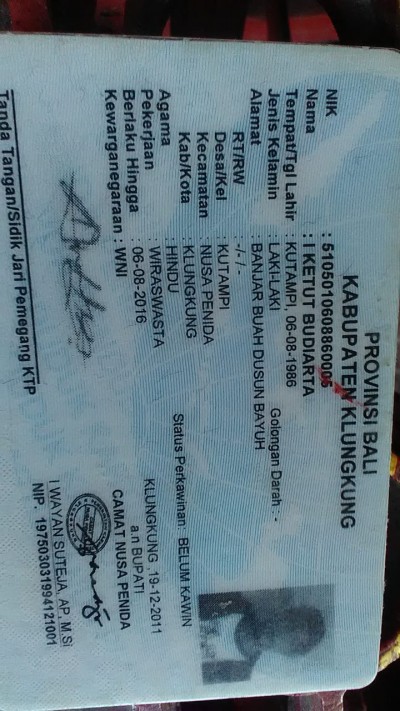 PROVINSI BALI
KABUPATEN KLUNGKUNG
NIK :
Nama : I KETUT BUDIARTA
Tempat/Tgl Lahir : KUTAMPI, 06-08-1986
Jenis Kelamin : LAKI-LAKI Golongan Darah : -
Alamat : BANJAR BUAH DUSUN BAYUH
RT/RW : -/- / -
Desa/Kel : KUTAMPI
Kecamatan : NUSA PENIDA
Kab/Kota : KLUNGKUNG
Agama : HINDU Status Perkawinan : BELUM KAWIN
Pekerjaan : WIRASWASTA
Berlaku Hingga : 06-08-2016
Kewarganegaraan : WNI
KLUNGKUNG ,19-12-2011
a.n BUPATI
CAMAT NUSA PENIDA
I WAYAN SUTEJA, AP, M.Si
NIP. 197503031994121001
Tanda Tangan/Sidik Jari Pemegang KTP